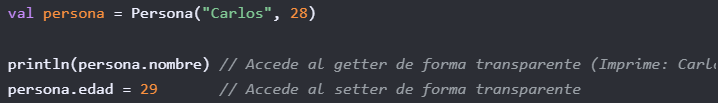 val persona = Persona("Carlos", 28)
println(persona.nombre) // Accede al getter de forma transparente (Imprime: Carl
persona.edad = 29 // Accede al setter de forma transparente